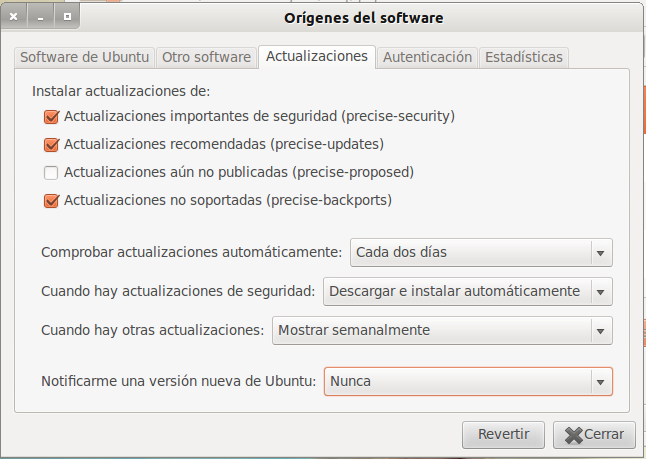 Orígenes del software
Software de Ubuntu Otro software Actualizaciones Autenticación Estadísticas
Instalar actualizaciones de:
Actualizaciones importantes de seguridad (precise-security)
Actualizaciones recomendadas (precise-updates)
Actualizaciones aún no publicadas (precise-proposed)
Actualizaciones no soportadas (precise-backports)
Comprobar actualizaciones automáticamente: Cada dos días
Cuando hay actualizaciones de seguridad: Descargar e instalar automáticamente
Cuando hay otras actualizaciones: Mostrar semanalmente
Notificarme una versión nueva de Ubuntu: Nunca
Revertir Cerrar